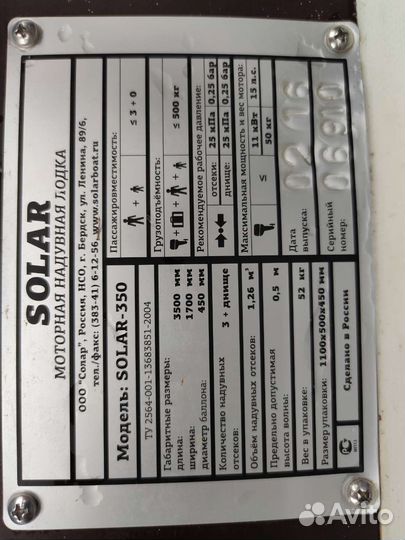 SOLAR
МОТОРНАЯ НАДУВНАЯ ЛОДКА
ООО "Солар", Россия, НСО, г. Бердск, ул. Ленина, 89/6,
тел./факс: (383-41) 6-12-56, www.solarboat.ru
Модель: SOLAR-350
ТУ 2564-001-13683851-2004
Габаритные размеры:
длина: 3500 мм
ширина: 1700 мм
диаметр баллона: 450 мм
Количество надувных
отсеков: 3 + днище
Объём надувных отсеков: 1,26 м³
Предельно допустимая
высота волны: 0,5 м
Вес в упаковке: 52 кг
Размер упаковки: 1100х500х450 мм
Сделано в России
Пассажировместимость:
≤ 3 + 0
Грузоподъёмность:
+ + + ≤ 500 кг
Рекомендуемое рабочее давление:
отсеки: 25 кПа 0,25 бар
днище: 25 кПа 0,25 бар
Максимальная мощность и вес мотора:
≤ 11 кВт 15 л.с.
50 кг
Дата
выпуска: 02 16
Серийный
номер: 06910
Avito